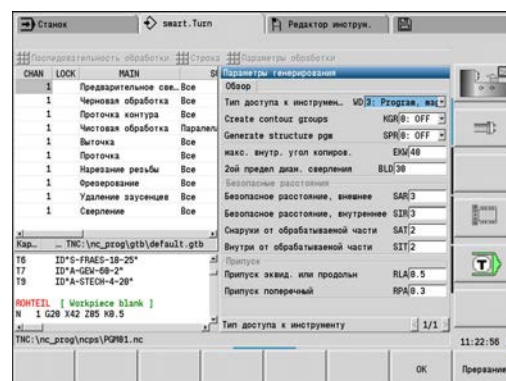 Станок
smart.Turn
Редактор инструм.
Последовательность обработки Строка Параметры обработки
CHAN LOCK MAIN
1 Предварительное све… Все
1 Черновая обработка Все
1 Проточка контура Все
1 Чистовая обработка
1 Выточка Все
1 Проточка Все
1 Нарезание резьбы Все
1 Фрезерование Все
1 Удаление заусенцев Все
1 Сверление Все
Кар… … TNC:\nc_prog\gtb\default.gtb
T6 ID"S-FRAES-18-25"
T7 ID"A-GEW-60-2"
T9 ID"A-STECH-4-20"
ROHTEIL [ Workpiece blank ]
N 1 G20 X42 Z85 K0.5
TNC:\nc_prog\ncps\PGM01.nc
Параметры генерирования
Обзор
Тип доступа к инструмен… WD 3: Program, маг
Create contour groups KGR 0: OFF
Generate structure pgm SPR 0: OFF
макс. внутр. угол копиров. EKW 40
2ой предел диам. сверления BLD 30
Безопасные расстояния
Безопасное расстояние, внешнее SAR 3
Безопасное расстояние, внутреннее SIR 3
Снаружи от обрабатываемой части SAT 2
Внутри от обрабатываемой части SIT 2
Припуск
Припуск эквид. или продольн RLA 0.5
Припуск поперечный RPA 0.3
Тип доступа к инструменту 1/1
T
11:22:56
OK
Прерванние